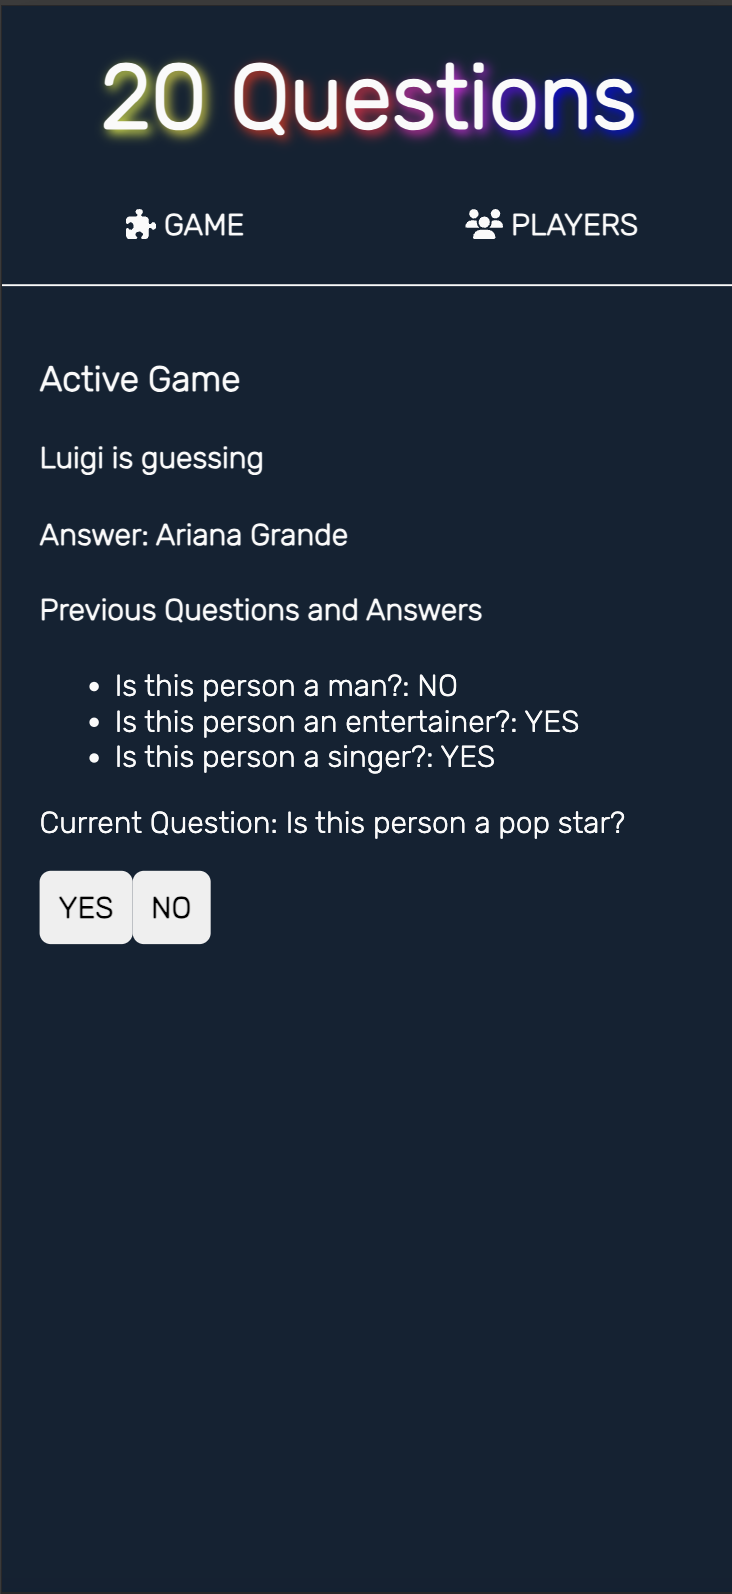 20 Questions
GAME PLAYERS
Active Game
Luigi is guessing
Answer: Ariana Grande
Previous Questions and Answers
• Is this person a man?: NO
• Is this person an entertainer?: YES
• Is this person a singer?: YES
Current Question: Is this person a pop star?
YES NO